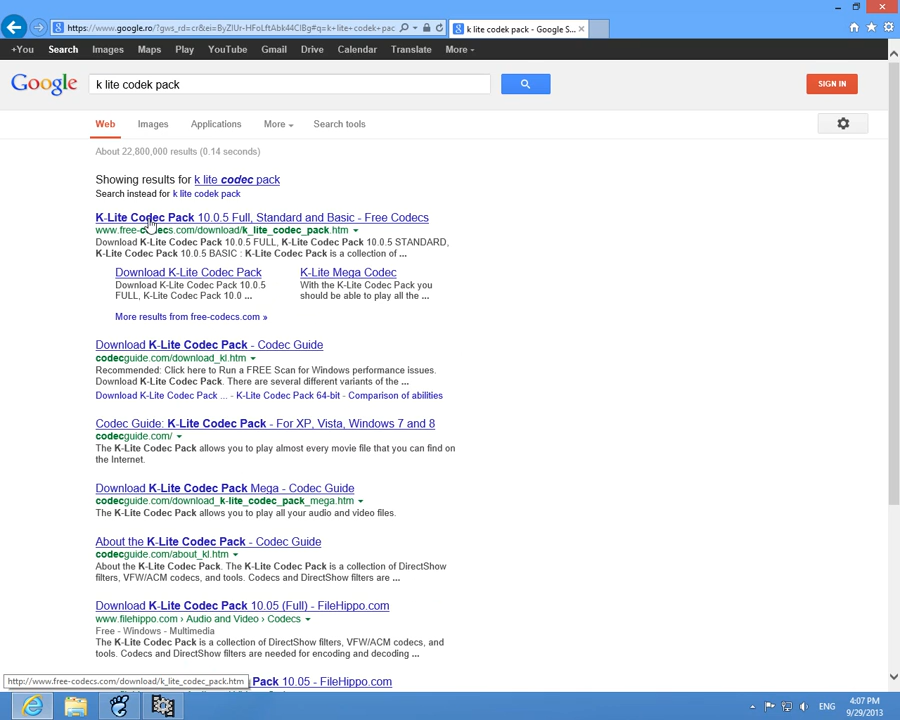 https://www.google.ro/?gws_rd=cr&ei=ByZIUr-HFoLftAbk44CIBg#q=k+lite+codek+pac
k lite codek pack - Google S...
+You Search Images Maps Play YouTube Gmail Drive Calendar Translate More
Google
k lite codek pack
SIGN IN
Web Images Applications More Search tools
About 22,800,000 results (0.14 seconds)
Showing results for k lite codec pack
Search instead for k lite codek pack
K-Lite Codec Pack 10.0.5 Full, Standard and Basic - Free Codecs
www.free-codecs.com/download/k_lite_codec_pack.htm
Download K-Lite Codec Pack 10.0.5 FULL, K-Lite Codec Pack 10.0.5 STANDARD,
K-Lite Codec Pack 10.0.5 BASIC : K-Lite Codec Pack is a collection of ...
Download K-Lite Codec Pack
Download K-Lite Codec Pack 10.0.5
FULL, K-Lite Codec Pack 10.0 ...
K-Lite Mega Codec
With the K-Lite Codec Pack you
should be able to play all the ...
More results from free-codecs.com »
Download K-Lite Codec Pack - Codec Guide
codecguide.com/download_kl.htm
Recommended: Click here to Run a FREE Scan for Windows performance issues.
Download K-Lite Codec Pack. There are several different variants of the ...
Download K-Lite Codec Pack ... - K-Lite Codec Pack 64-bit - Comparison of abilities
Codec Guide: K-Lite Codec Pack - For XP, Vista, Windows 7 and 8
codecguide.com/
The K-Lite Codec Pack allows you to play almost every movie file that you can find on
the Internet.
Download K-Lite Codec Pack Mega - Codec Guide
codecguide.com/download_k-lite_codec_pack_mega.htm
The K-Lite Codec Pack allows you to play all your audio and video files.
About the K-Lite Codec Pack - Codec Guide
codecguide.com/about_kl.htm
About the K-Lite Codec Pack. The K-Lite Codec Pack is a collection of DirectShow
filters, VFW/ACM codecs, and tools. Codecs and DirectShow filters are ...
Download K-Lite Codec Pack 10.05 (Full) - FileHippo.com
www.filehippo.com › Audio and Video › Codecs
Free - Windows - Multimedia
The K-Lite Codec Pack is a collection of DirectShow filters, VFW/ACM codecs, and
tools. Codecs and DirectShow filters are needed for encoding and decoding ...
http://www.free-codecs.com/download/k_lite_codec_pack.htm
Pack 10.05 - FileHippo.com
ENG
4:07 PM
9/29/2013